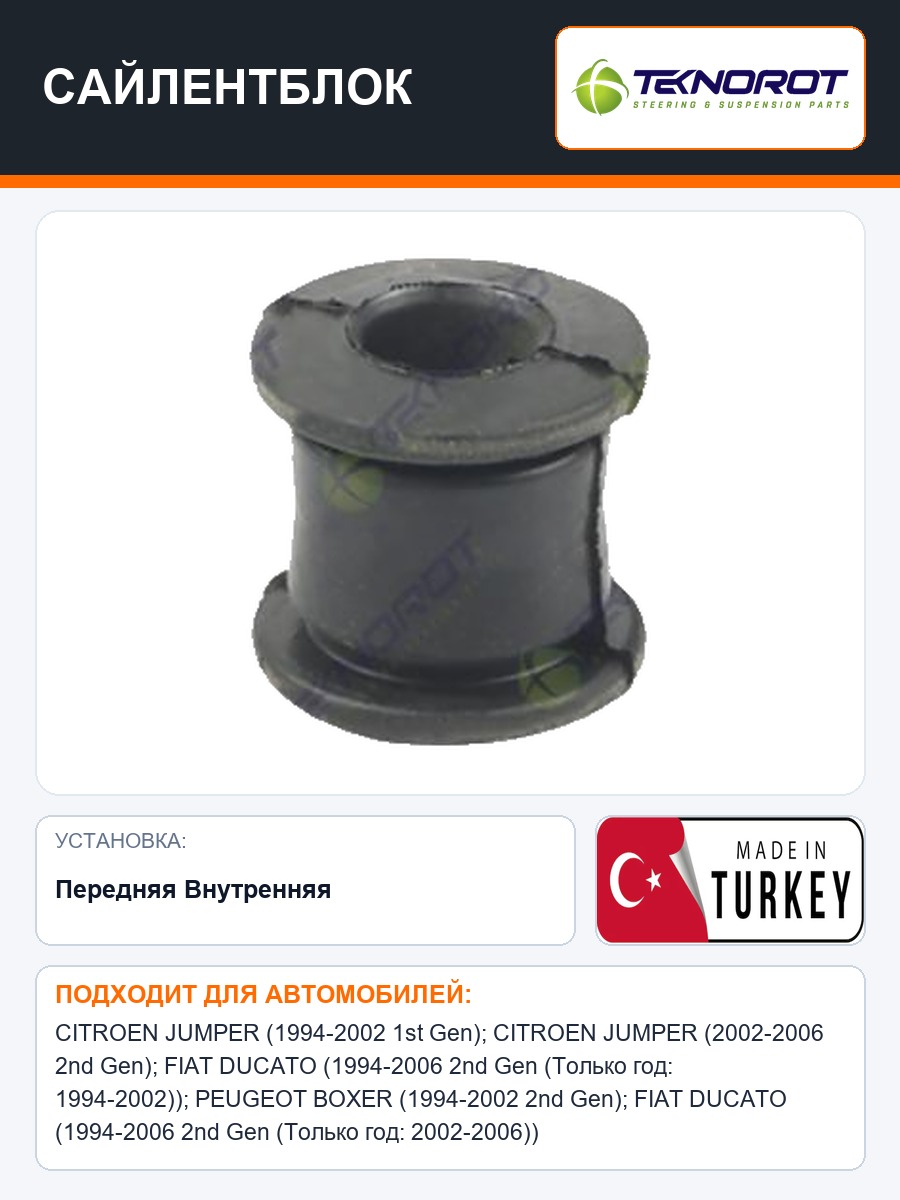 САЙЛЕНТБЛОК
TEKNOROT
STEERING & SUSPENSION PARTS
УСТАНОВКА:
Передняя Внутренняя
MADE IN
TURKEY
ПОДХОДИТ ДЛЯ АВТОМОБИЛЕЙ:
CITROEN JUMPER (1994-2002 1st Gen); CITROEN JUMPER (2002-2006
2nd Gen); FIAT DUCATO (1994-2006 2nd Gen (Только год:
1994-2002)); PEUGEOT BOXER (1994-2002 2nd Gen); FIAT DUCATO
(1994-2006 2nd Gen (Только год: 2002-2006))